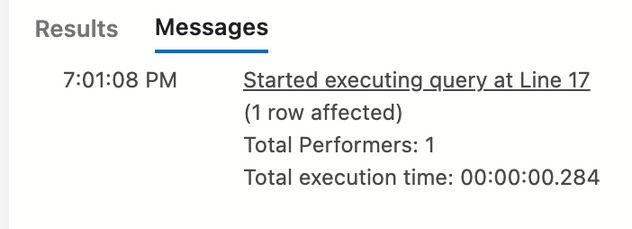 Results Messages
7:01:08 PM Started executing query at Line 17
(1 row affected)
Total Performers: 1
Total execution time: 00:00:00.284